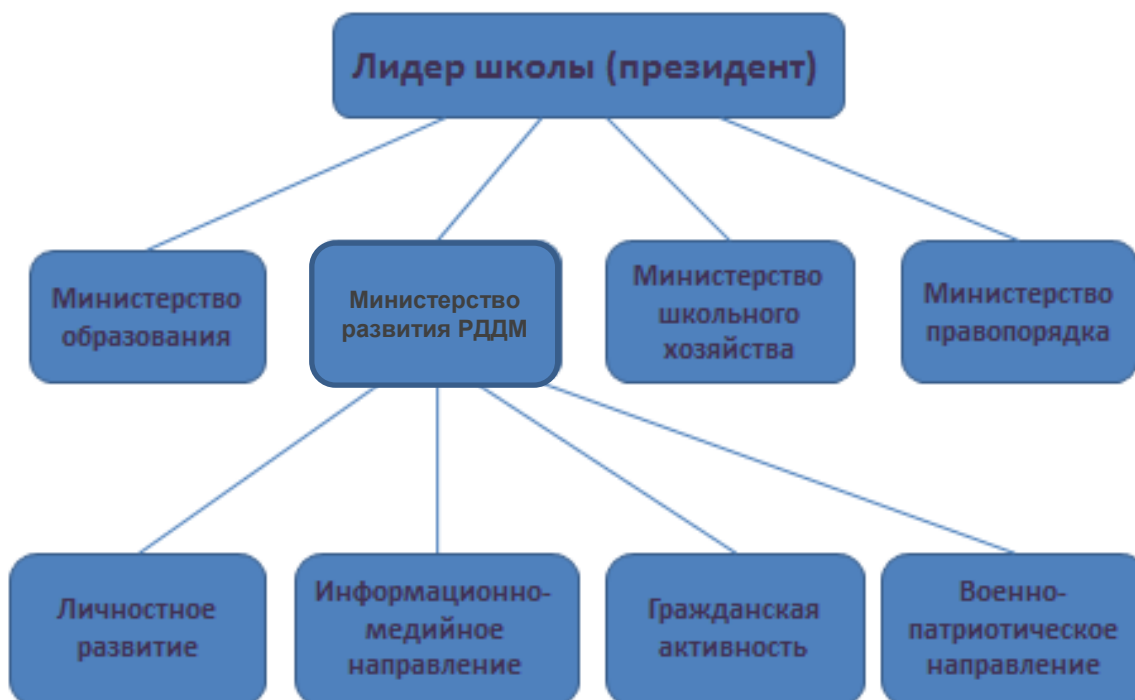 Лидер школы (президент)
Министерство
образования
Министерство
развития РДДМ
Министерство
школьного
хозяйства
Министерство
правопорядка
Личностное
развитие
Информационно-
медийное
направление
Гражданская
активность
Военно-
патриотическое
направление